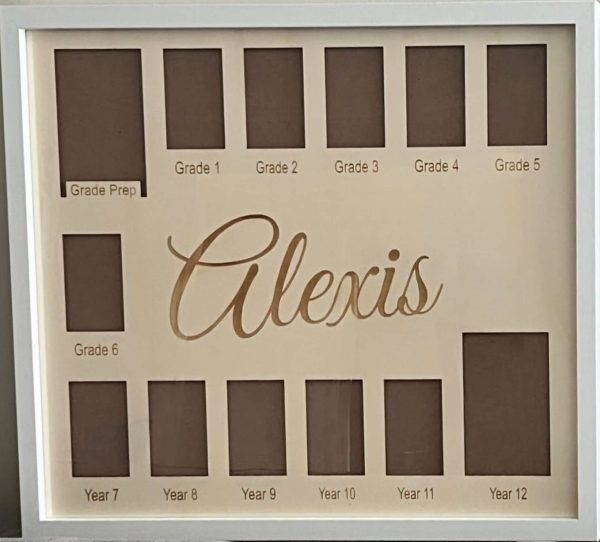 Grade 1
Grade 2
Grade 3
Grade 4
Grade 5
Grade Prep
Alexis
Grade 6
Year 7
Year 8
Year 9
Year 10
Year 11
Year 12